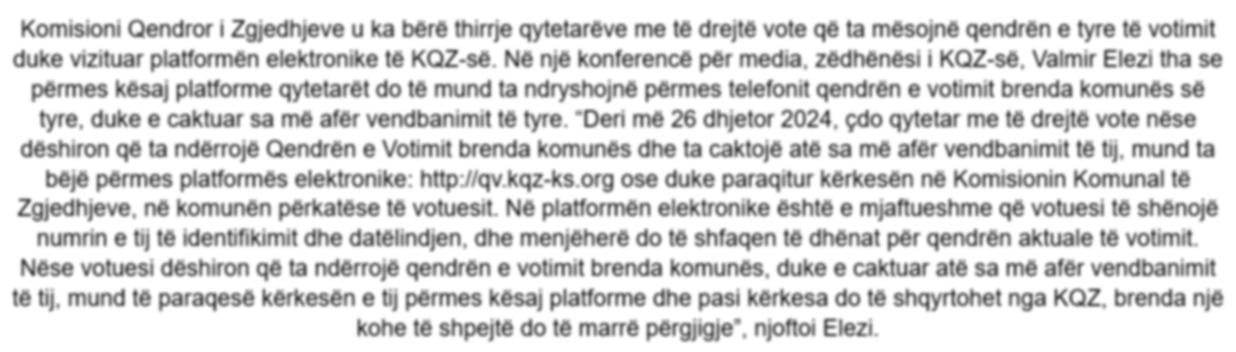 Komisioni Qendror i Zgjedhjeve u ka bërë thirrje qytetarëve me të drejtë vote që ta mësojnë qendrën e tyre të votimit
duke vizituar platformën elektronike të KQZ-së. Në një konferencë për media, zëdhënësi i KQZ-së, Valmir Elezi tha se
përmes kësaj platforme qytetarët do të mund ta ndryshojnë përmes telefonit qendrën e votimit brenda komunës së
tyre, duke e caktuar sa më afër vendbanimit të tyre. “Deri më 26 dhjetor 2024, çdo qytetar me të drejtë vote nëse
dëshiron që ta ndërrojë Qendrën e Votimit brenda komunës dhe ta caktojë atë sa më afër vendbanimit të tij, mund ta
bëjë përmes platformës elektronike: http://qv.kqz-ks.org ose duke paraqitur kërkesën në Komisionin Komunal të
Zgjedhjeve, në komunën përkatëse të votuesit. Në platformën elektronike është e mjaftueshme që votuesi të shënojë
numrin e tij të identifikimit dhe datëlindjen, dhe menjëherë do të shfaqen të dhënat për qendrën aktuale të votimit.
Nëse votuesi dëshiron që ta ndërrojë qendrën e votimit brenda komunës, duke e caktuar atë sa më afër vendbanimit
të tij, mund të paraqesë kërkesën e tij përmes kësaj platforme dhe pasi kërkesa do të shqyrtohet nga KQZ, brenda një
kohe të shpejtë do të marrë përgjigje”, njoftoi Elezi.